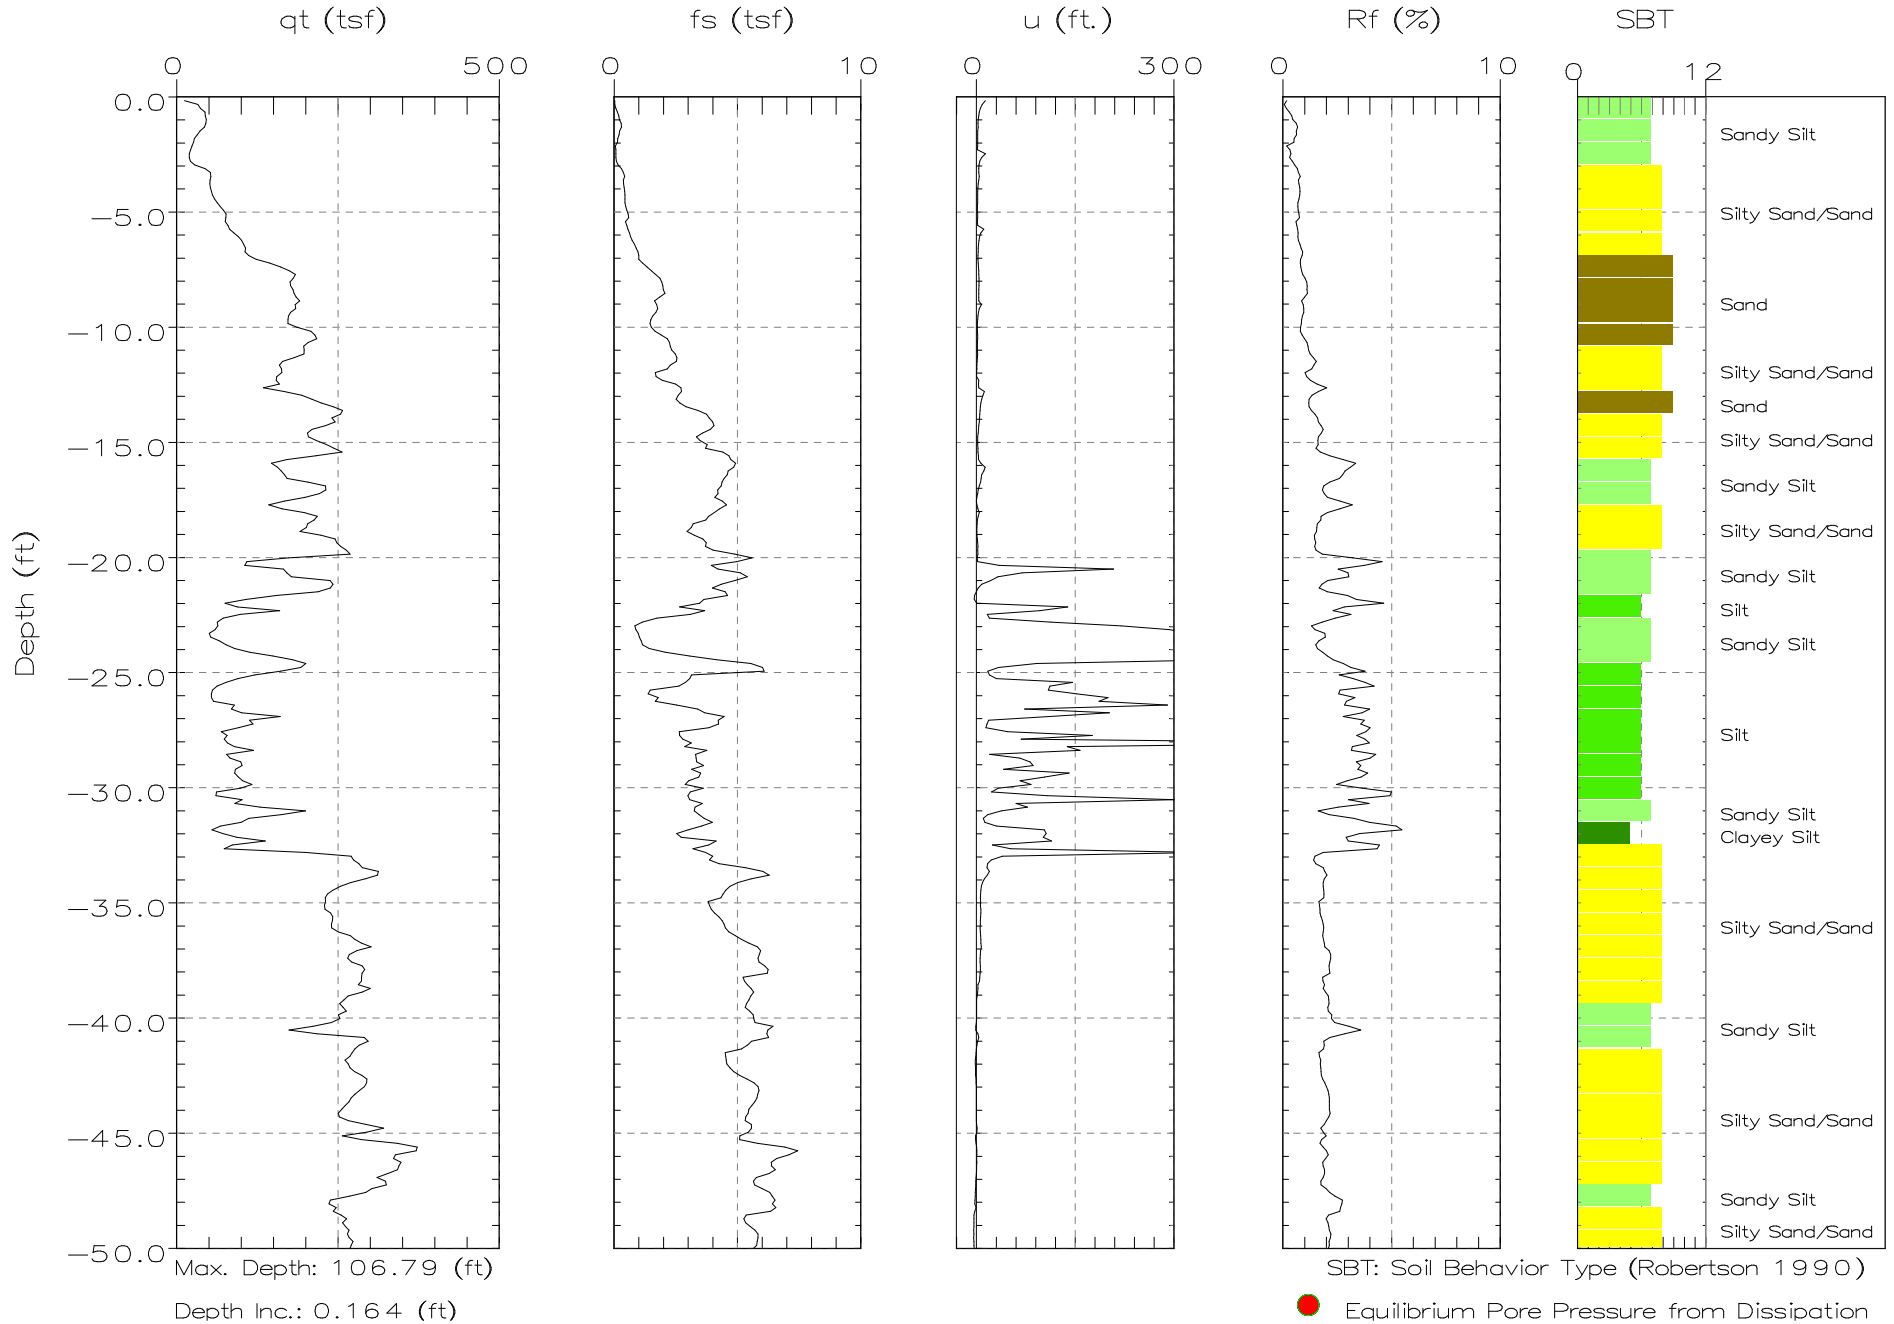 qt (tsf) fs (tsf) u (ft.) Rf (%) SBT
0 500 0 10 0 300 0 10 0 12
Depth (ft)
0.0
-5.0
-10.0
-15.0
-20.0
-25.0
-30.0
-35.0
-40.0
-45.0
-50.0
Sandy Silt
Silty Sand/Sand
Sand
Silty Sand/Sand
Sand
Silty Sand/Sand
Sandy Silt
Silty Sand/Sand
Sandy Silt
Silt
Sandy Silt
Silt
Sandy Silt
Clayey Silt
Silty Sand/Sand
Sandy Silt
Silty Sand/Sand
Sandy Silt
Silty Sand/Sand
Max. Depth: 106.79 (ft)
Depth Inc.: 0.164 (ft)
SBT: Soil Behavior Type (Robertson 1990)
Equilibrium Pore Pressure from Dissipation